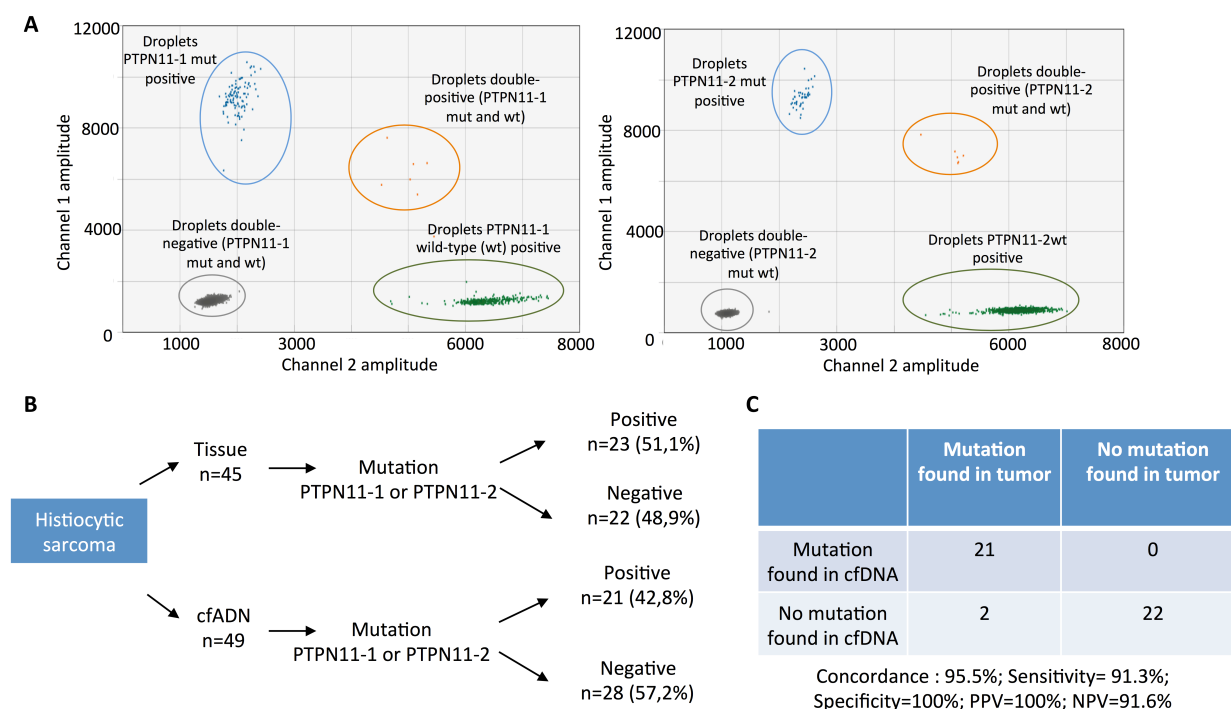 A
12000
8000
4000
0
Channel 1 amplitude
Droplets
PTPN11-1 mut
positive
Droplets double-
positive (PTPN11-1
mut and wt)
Droplets double-
negative (PTPN11-1
mut and wt)
Droplets PTPN11-1
wild-type (wt) positive
1000
3000
6000
8000
Channel 2 amplitude
12000
8000
4000
0
Channel 1 amplitude
Droplets
PTPN11-2 mut
positive
Droplets double-
positive (PTPN11-2
mut and wt)
Droplets double-
negative (PTPN11-2
mut wt)
Droplets PTPN11-2wt
positive
1000
3000
6000
8000
Channel 2 amplitude
B
Histiocytic
sarcoma
Tissue
n=45
Mutation
PTPN11-1 or PTPN11-2
Positive
n=23 (51,1%)
Negative
n=22 (48,9%)
cfADN
n=49
Mutation
PTPN11-1 or PTPN11-2
Positive
n=21 (42,8%)
Negative
n=28 (57,2%)
C
Mutation
found in tumor
No mutation
found in tumor
Mutation
found in cfDNA
21
0
No mutation
found in cfDNA
2
22
Concordance : 95.5%; Sensitivity= 91.3%;
Specificity=100%; PPV=100%; NPV=91.6%